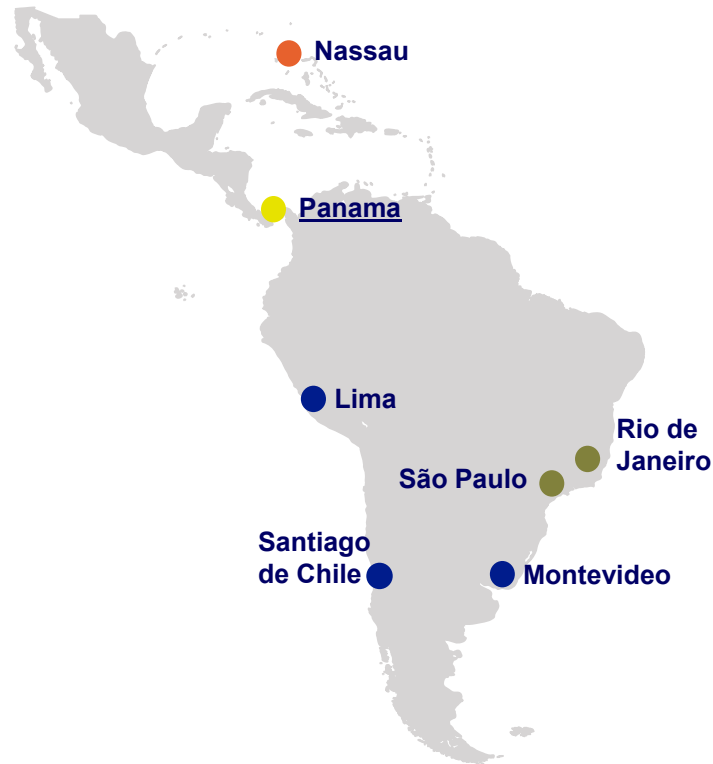 Nassau
Panama
Lima
Rio de
Janeiro
São Paulo
Santiago
de Chile
Montevideo